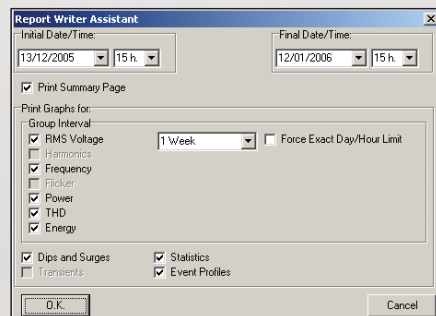 Report Writer Assistant
Initial Date/Time:
Final Date/Time:
13/12/2005
15 h.
12/01/2006
15 h.
Print Summary Page
Print Graphs for:
Group Interval
RMS Voltage
1 Week
Force Exact Day/Hour Limit
Harmonics
Frequency
Flicker
Power
THD
Energy
Dips and Surges
Statistics
Transients
Event Profiles
O.K.
Cancel